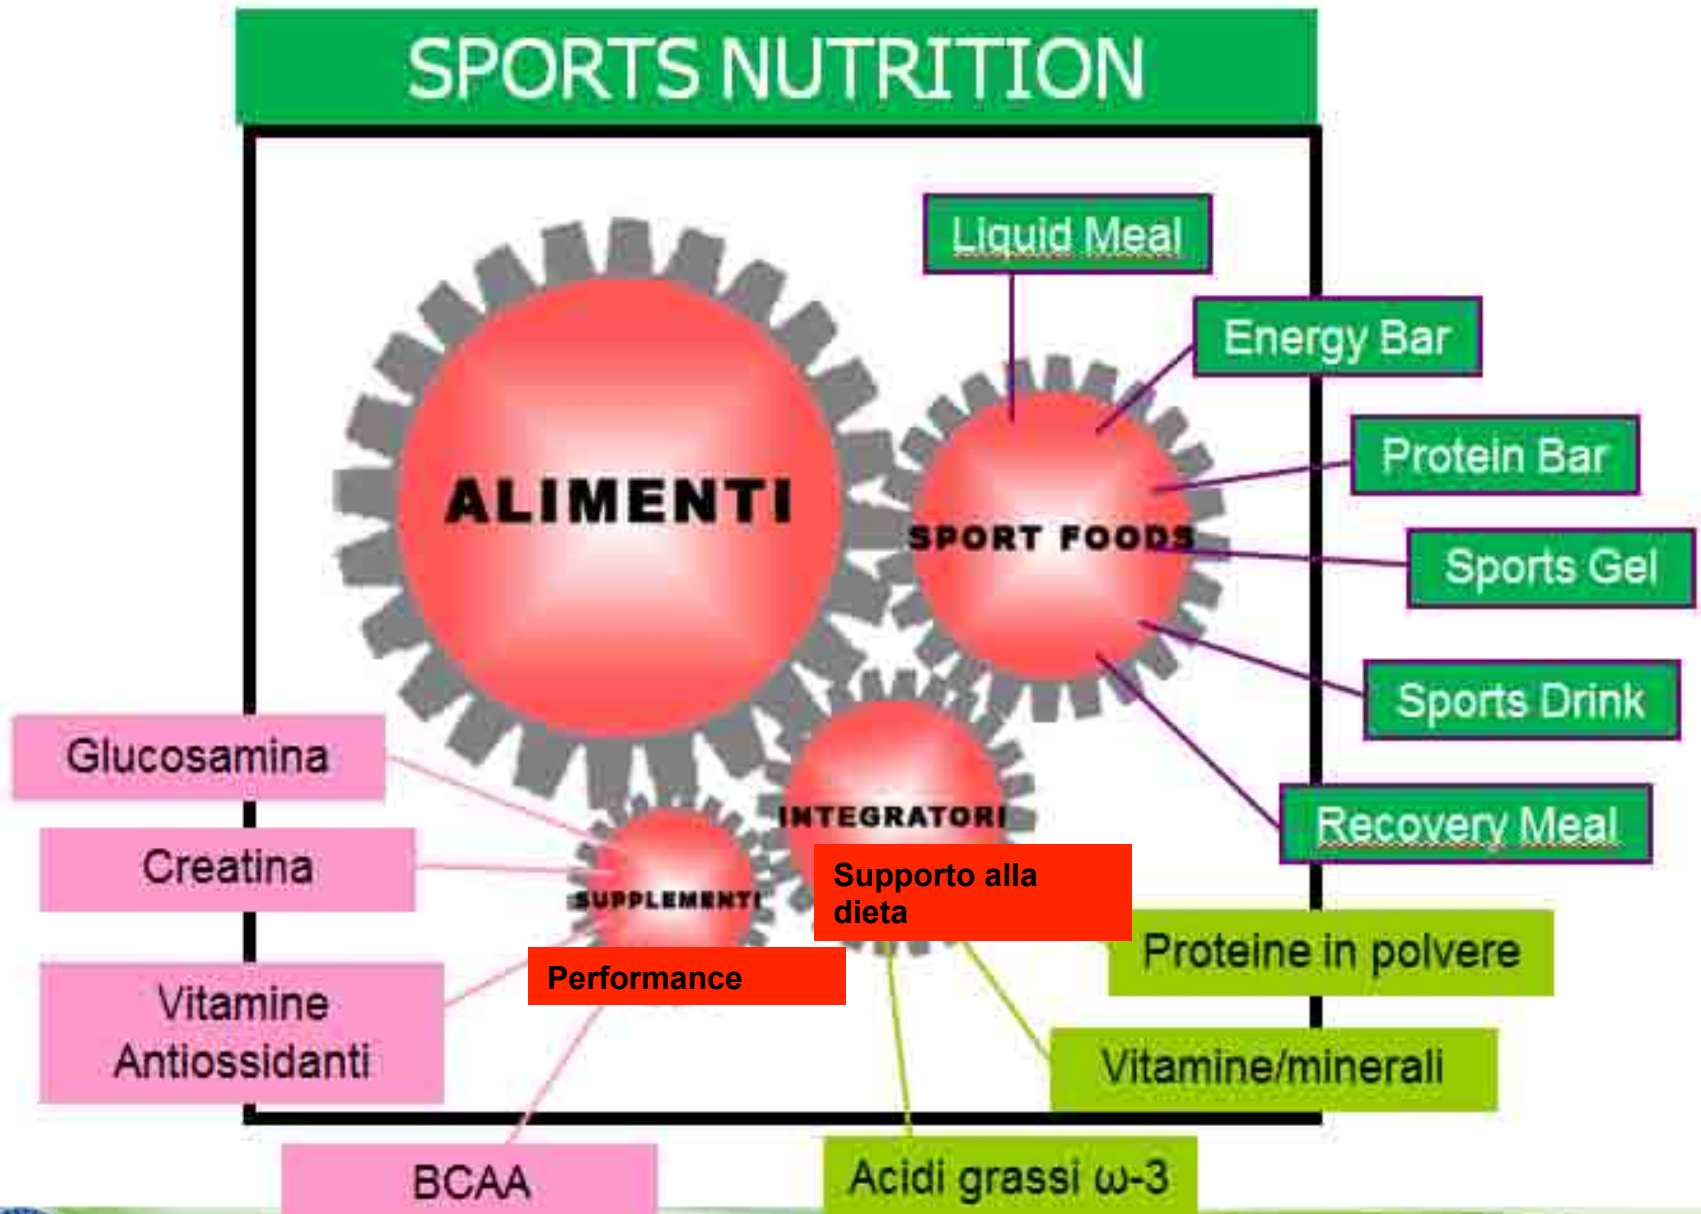 SPORTS NUTRITION
Liquid Meal
Energy Bar
Protein Bar
ALIMENTI
SPORT FOODS
Sports Gel
Sports Drink
Glucosamina
INTEGRATORI
Recovery Meal
Creatina
SUPPLEMENTI
Supporto alla
dieta
Proteine in polvere
Performance
Vitamine
Antiossidanti
Vitamine/minerali
BCAA
Acidi grassi ω-3